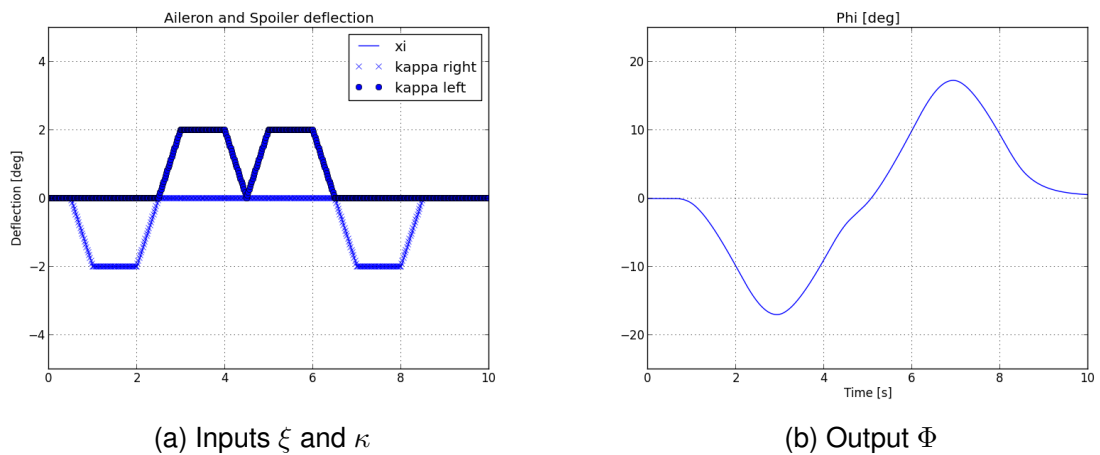 Aileron and Spoiler deflection
xi
kappa right
kappa left
Deflection [deg]
4
2
0
−2
−4
0 2 4 6 8 10
(a) Inputs ξ and κ
Phi [deg]
20
10
0
−10
−20
0 2 4 6 8 10
Time [s]
(b) Output Φ